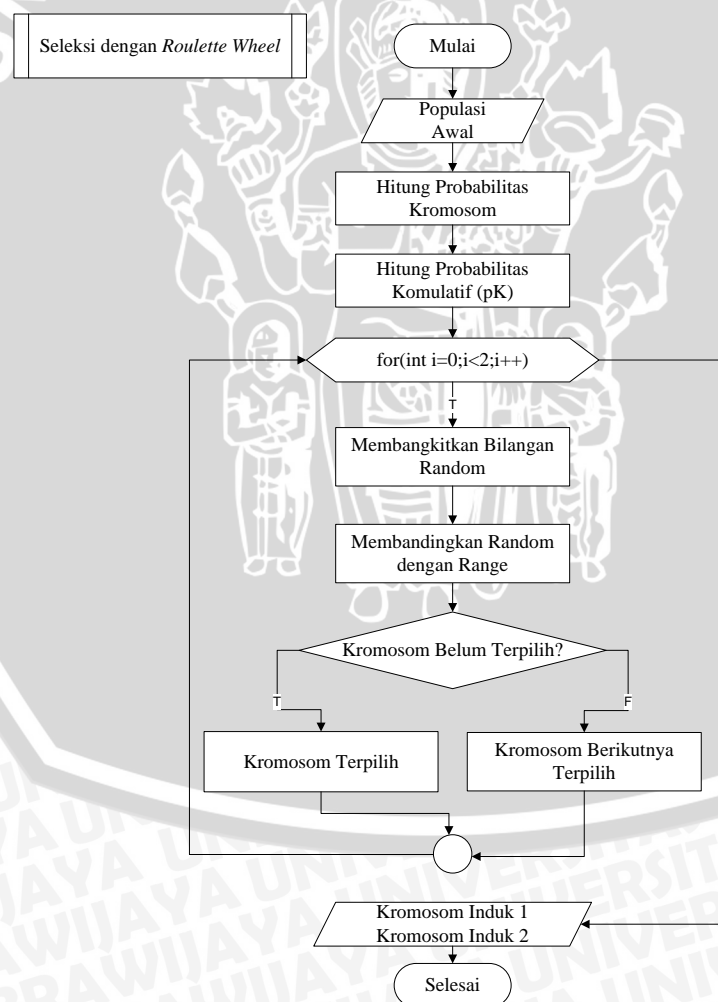 Seleksi dengan Roulette Wheel
Mulai
Populasi
Awal
Hitung Probabilitas
Kromosom
Hitung Probabilitas
Komulatif (pK)
for(int i=0;i<2;i++)
T
Membangkitkan Bilangan
Random
Membandingkan Random
dengan Range
Kromosom Belum Terpilih?
T
F
Kromosom Terpilih
Kromosom Berikutnya
Terpilih
Kromosom Induk 1
Kromosom Induk 2
Selesai